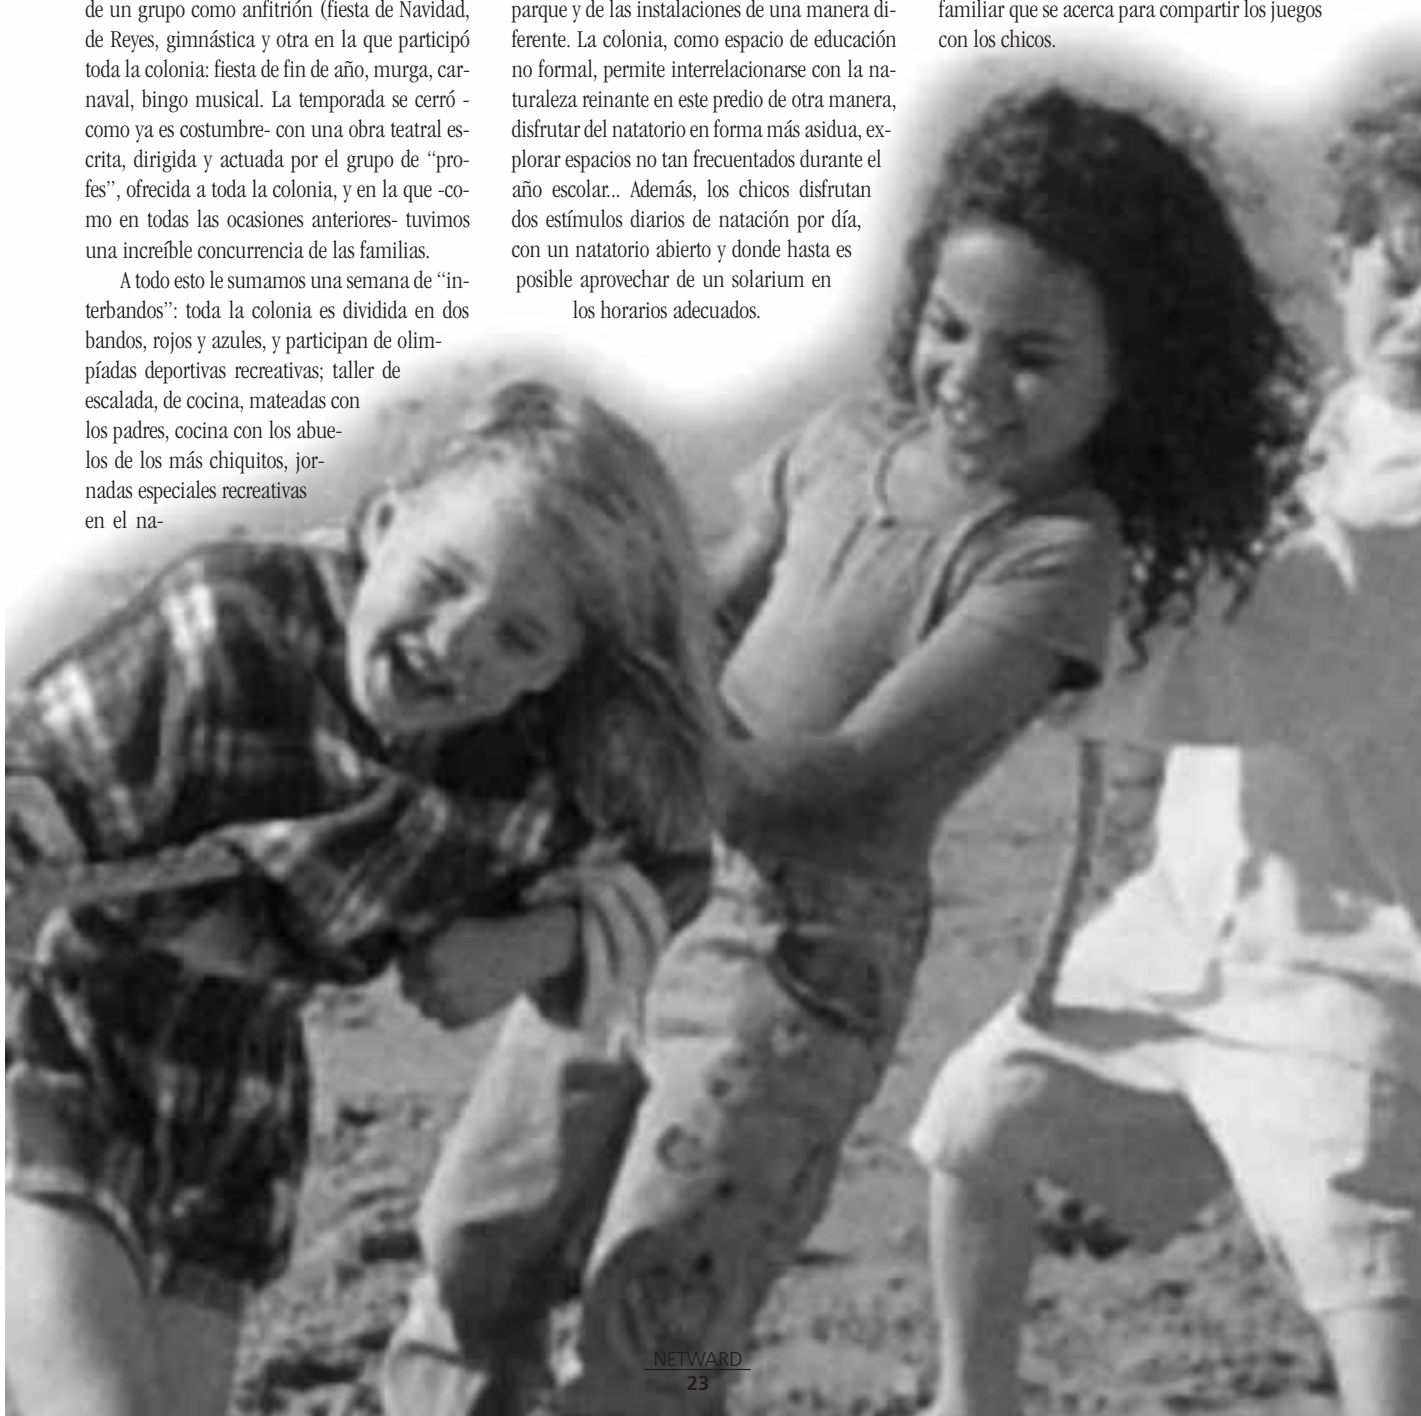 de un grupo como anfitrión (fiesta de Navidad,
de Reyes, gimnástica y otra en la que participó
toda la colonia: fiesta de fin de año, murga, car-
naval, bingo musical. La temporada se cerró -
como ya es costumbre- con una obra teatral es-
crita, dirigida y actuada por el grupo de “pro-
fes”, ofrecida a toda la colonia, y en la que -co-
mo en todas las ocasiones anteriores- tuvimos
una increíble concurrencia de las familias.
A todo esto le sumamos una semana de “in-
terbandos”: toda la colonia es dividida en dos
bandos, rojos y azules, y participan de olim-
píadas deportivas recreativas; taller de
escalada, de cocina, mateadas con
los padres, cocina con los abue-
los de los más chiquitos, jor-
nadas especiales recreativas
en el na-
parque y de las instalaciones de una manera di-
ferente. La colonia, como espacio de educación
no formal, permite interrelacionarse con la na-
turaleza reinante en este predio de otra manera,
disfrutar del natatorio en forma más asidua, ex-
plorar espacios no tan frecuentados durante el
año escolar... Además, los chicos disfrutan
dos estímulos diarios de natación por día,
con un natatorio abierto y donde hasta es
posible aprovechar de un solarium en
los horarios adecuados.
familiar que se acerca para compartir los juegos
con los chicos.
NETWARD
23